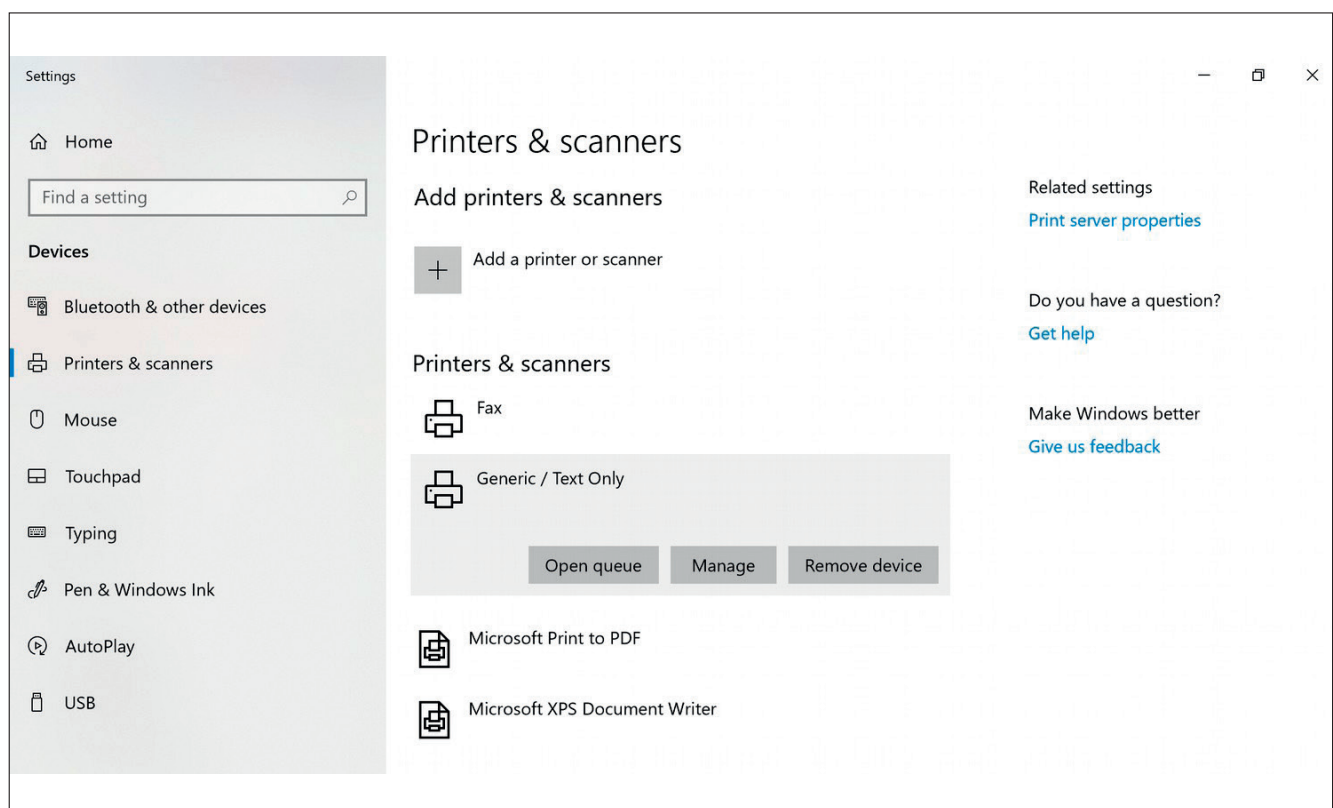 Settings
Home
Find a setting
Devices
Bluetooth & other devices
Printers & scanners
Mouse
Touchpad
Typing
Pen & Windows Ink
AutoPlay
USB
Printers & scanners
Add printers & scanners
Add a printer or scanner
Printers & scanners
Fax
Generic / Text Only
Open queue Manage Remove device
Microsoft Print to PDF
Microsoft XPS Document Writer
Related settings
Print server properties
Do you have a question?
Get help
Make Windows better
Give us feedback